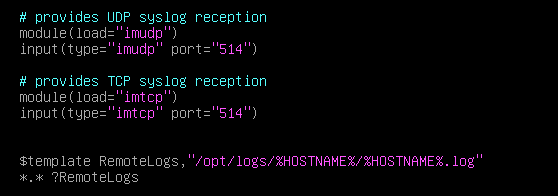 # provides UDP syslog reception
module(load="imudp")
input(type="imudp" port="514")
# provides TCP syslog reception
module(load="imtcp")
input(type="imtcp" port="514")
$template RemoteLogs,"/opt/logs/%HOSTNAME%/%HOSTNAME%.log"
*.* ?RemoteLogs